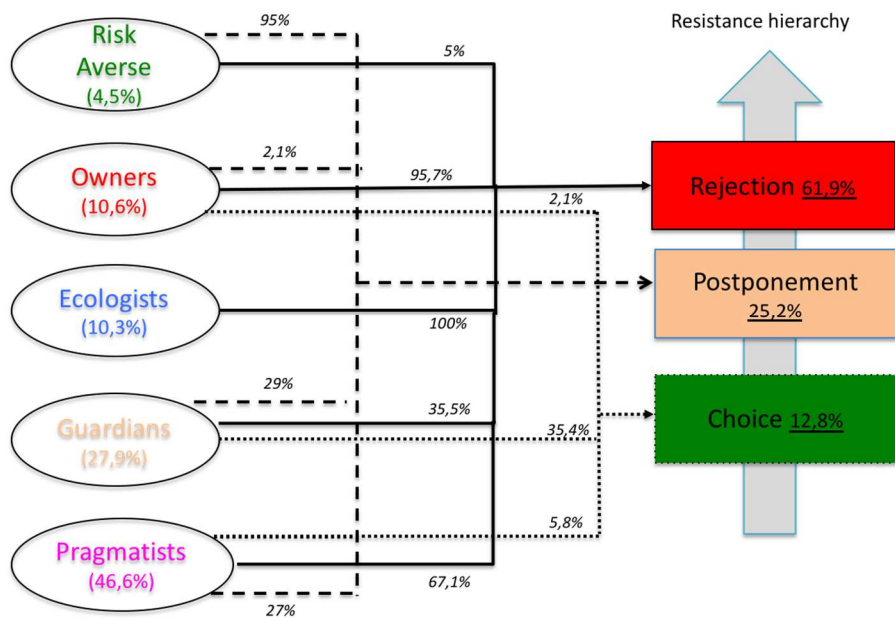 Resistance hierarchy
Risk
Averse
(4,5%)
95%
5%
Owners
(10,6%)
2,1%
95,7%
2,1%
Rejection 61,9%
Ecologists
(10,3%)
100%
Postponement
25,2%
Guardians
(27,9%)
29%
35,5%
35,4%
Choice 12,8%
Pragmatists
(46,6%)
5,8%
67,1%
27%